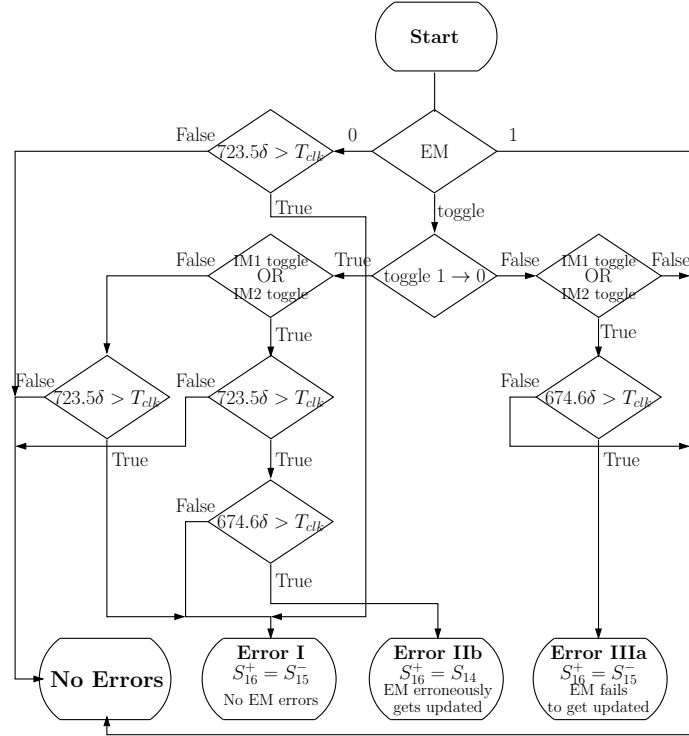 Start
False
0
1
723.5δ > T_clk
EM
True
toggle
False
IM1 toggle
OR
IM2 toggle
True
toggle 1 → 0
False
IM1 toggle
OR
IM2 toggle
False
True
True
False
723.5δ > T_clk
False
723.5δ > T_clk
False
674.6δ > T_clk
True
True
True
False
674.6δ > T_clk
True
No Errors
Error I
S_16^+ = S_15^-
No EM errors
Error IIb
S_16^+ = S_14
EM erroneously
gets updated
Error IIIa
S_16^+ = S_15^-
EM fails
to get updated